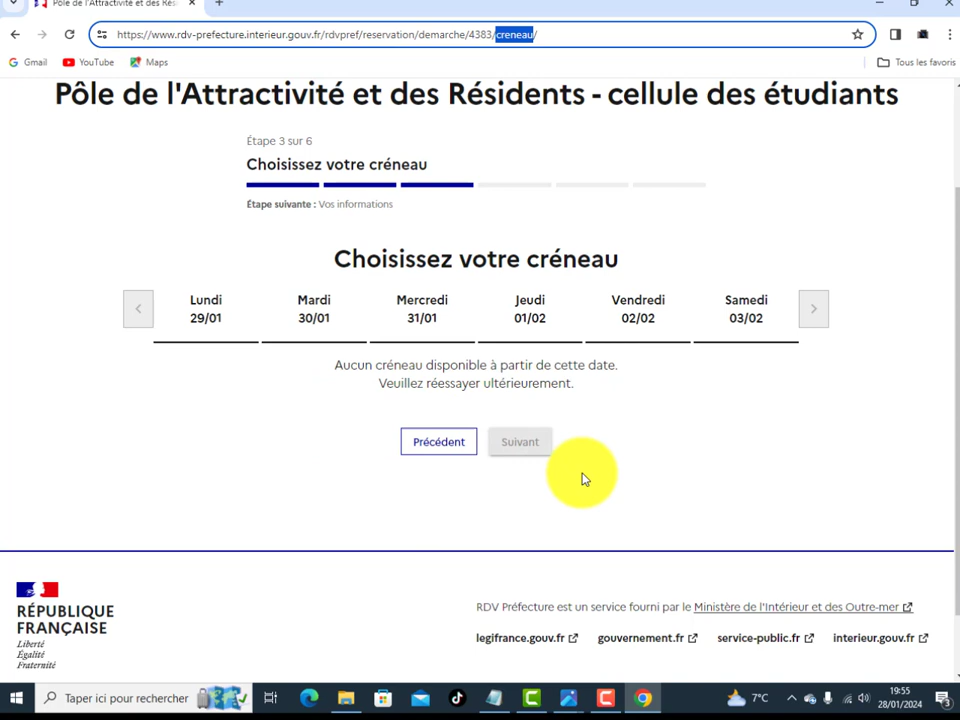 Pôle de l'Attractivité et des Rési
https://www.rdv-prefecture.interieur.gouv.fr/rdvpref/reservation/demarche/4383/creneau/
Gmail YouTube Maps Tous les favoris
Pôle de l'Attractivité et des Résidents - cellule des étudiants
Étape 3 sur 6
Choisissez votre créneau
Étape suivante : Vos informations
Choisissez votre créneau
Lundi Mardi Mercredi Jeudi Vendredi Samedi
29/01 30/01 31/01 01/02 02/02 03/02
Aucun créneau disponible à partir de cette date.
Veuillez réessayer ultérieurement.
Précédent Suivant
RÉPUBLIQUE
FRANÇAISE
Liberté
Égalité
Fraternité
RDV Préfecture est un service fourni par le Ministère de l'Intérieur et des Outre-mer
legifrance.gouv.fr gouvernement.fr service-public.fr interieur.gouv.fr
Taper ici pour rechercher
7°C
19:55
28/01/2024
3